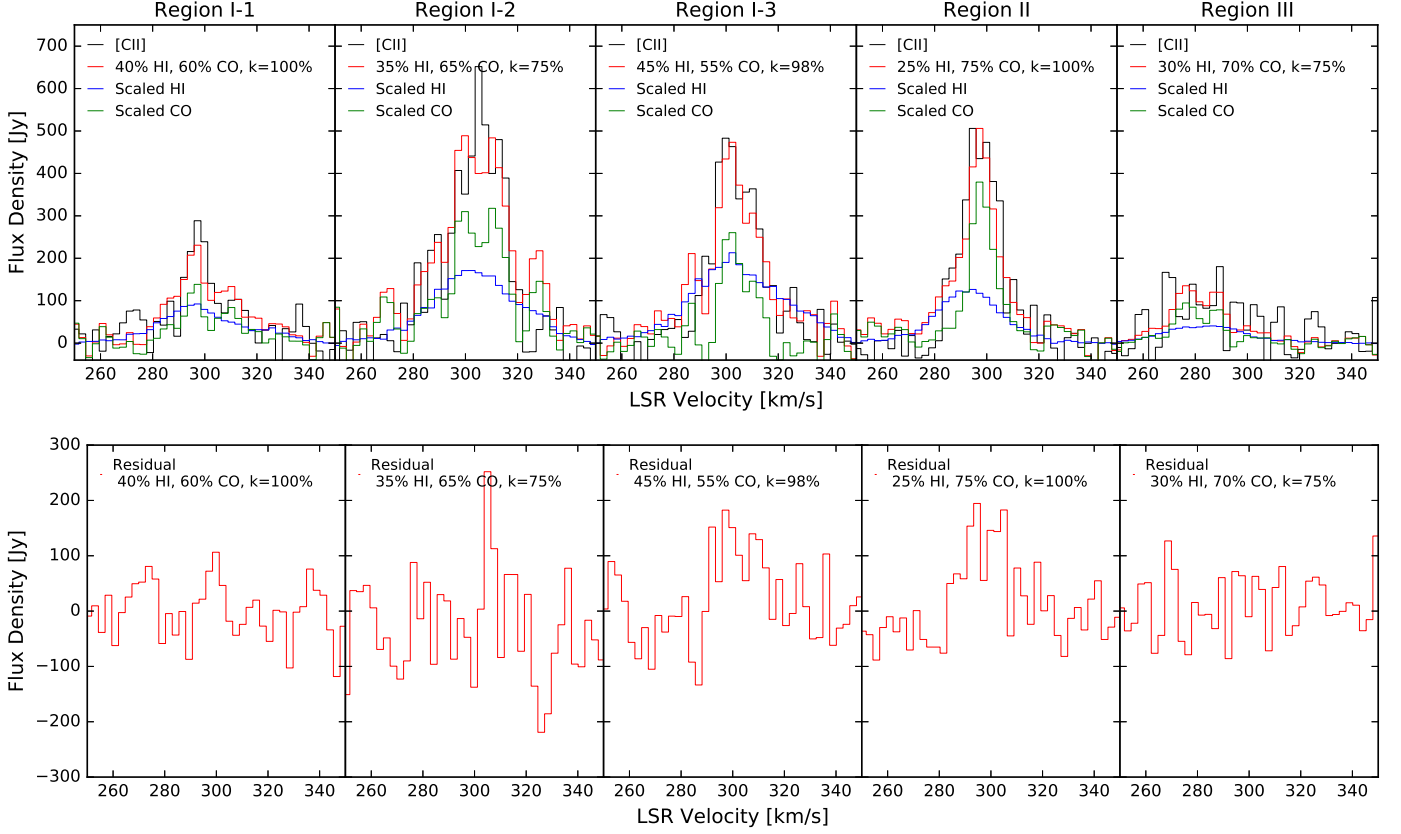 Region I-1 Region I-2 Region I-3 Region II Region III
[CII] [CII] [CII] [CII] [CII]
40% HI, 60% CO, k=100% 35% HI, 65% CO, k=75% 45% HI, 55% CO, k=98% 25% HI, 75% CO, k=100% 30% HI, 70% CO, k=75%
Scaled HI Scaled HI Scaled HI Scaled HI Scaled HI
Scaled CO Scaled CO Scaled CO Scaled CO Scaled CO
700
600
500
400
300
200
100
0
Flux Density [Jy]
260 280 300 320 340 260 280 300 320 340 260 280 300 320 340 260 280 300 320 340 260 280 300 320 340
LSR Velocity [km/s]
Residual Residual Residual Residual Residual
40% HI, 60% CO, k=100% 35% HI, 65% CO, k=75% 45% HI, 55% CO, k=98% 25% HI, 75% CO, k=100% 30% HI, 70% CO, k=75%
300
200
100
0
−100
−200
−300
Flux Density [Jy]
260 280 300 320 340 260 280 300 320 340 260 280 300 320 340 260 280 300 320 340 260 280 300 320 340
LSR Velocity [km/s]